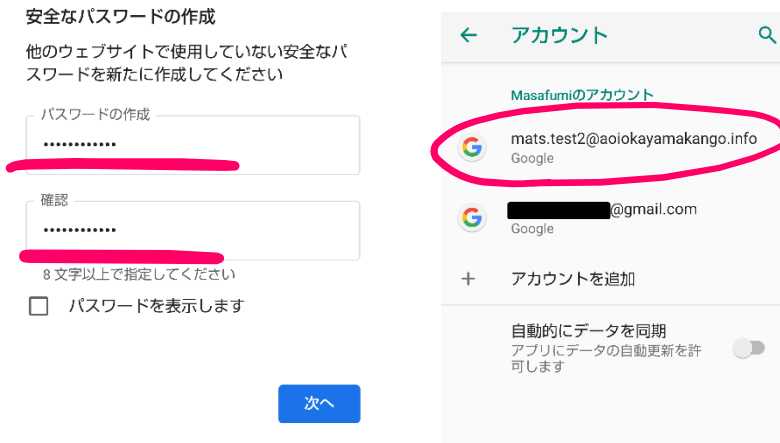 安全なパスワードの作成
他のウェブサイトで使用していない安全なパ
スワードを新たに作成してください
パスワードの作成
••••••••••••
確認
••••••••••••
8 文字以上で指定してください
パスワードを表示します
次へ
アカウント
Masafumiのアカウント
mats.test2@aoiokayamakango.info
Google
@gmail.com
Google
アカウントを追加
自動的にデータを同期
アプリにデータの自動更新を許
可します